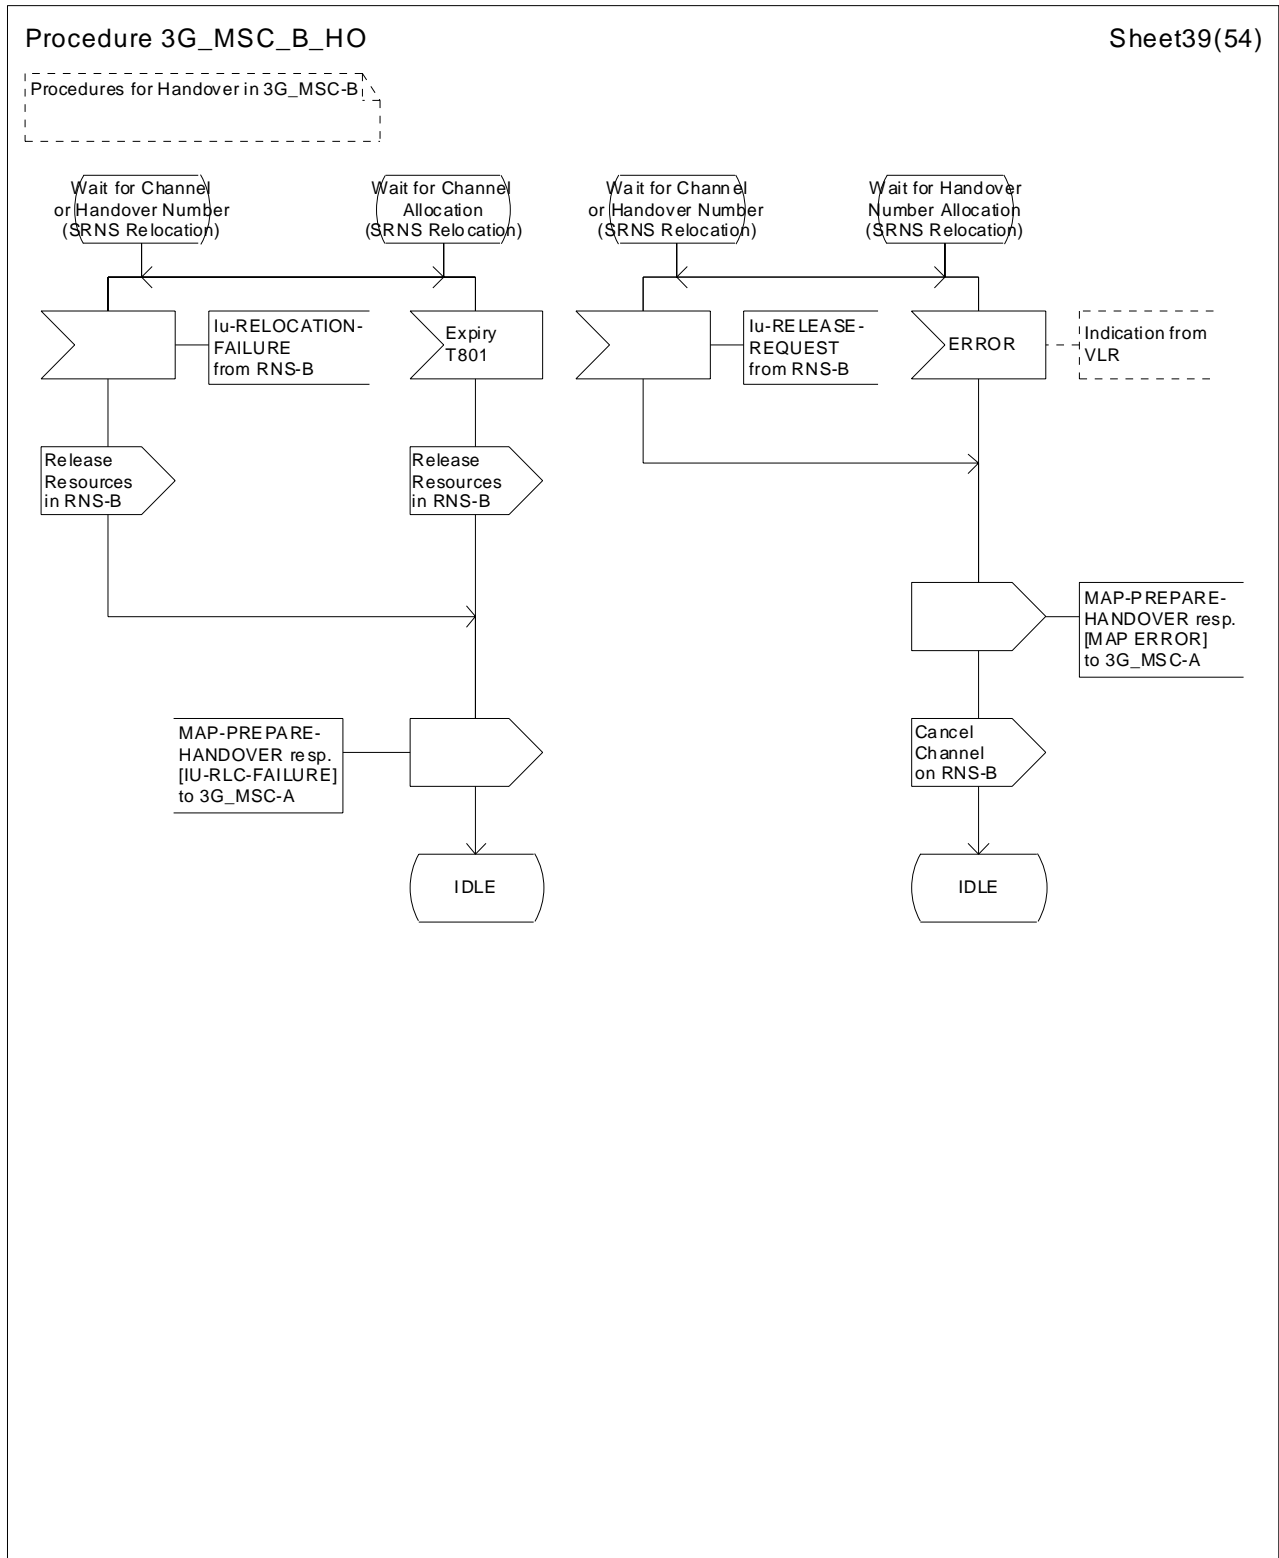 Procedure 3G_MSC_B_HO
Sheet39(54)
Procedures for Handover in 3G_MSC-B
Wait for Channel
or Handover Number
(SRNS Relocation)
Wait for Channel
Allocation
(SRNS Relocation)
Wait for Channel
or Handover Number
(SRNS Relocation)
Wait for Handover
Number Allocation
(SRNS Relocation)
Iu-RELOCATION-
FAILURE
from RNS-B
Expiry
T801
Iu-RELEASE-
REQUEST
from RNS-B
ERROR
Indication from
VLR
Release
Resources
in RNS-B
Release
Resources
in RNS-B
MAP-PREPARE-
HANDOVER resp.
[MAP ERROR]
to 3G_MSC-A
MAP-PREPARE-
HANDOVER resp.
[IU-RLC-FAILURE]
to 3G_MSC-A
Cancel
Channel
on RNS-B
IDLE
IDLE